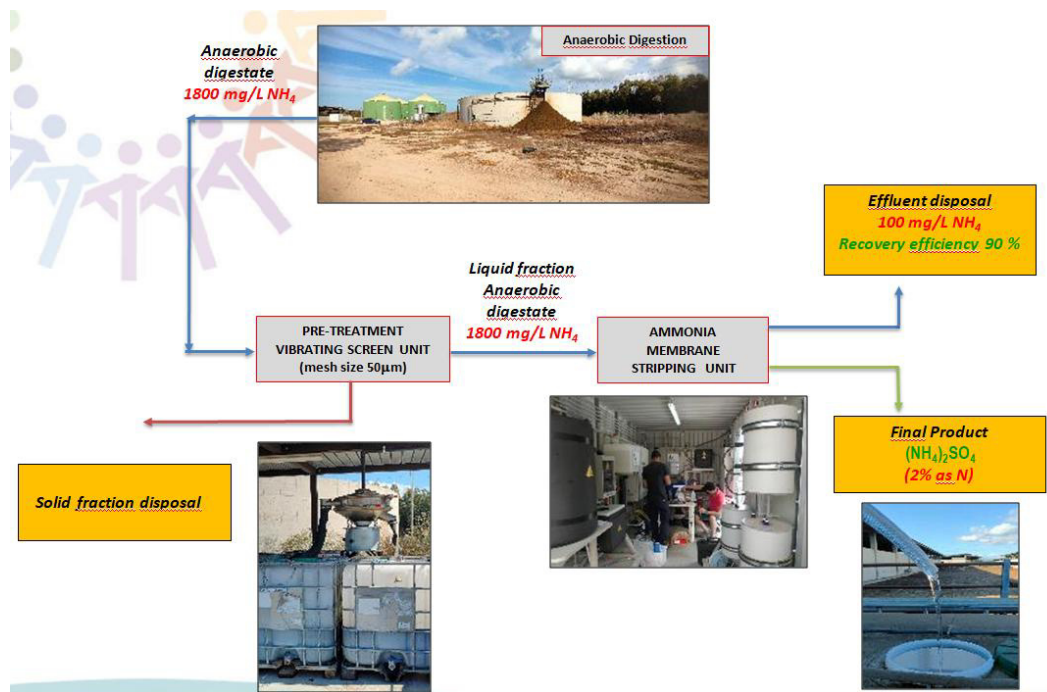 Anaerobic Digestion
Anaerobic
digestate
1800 mg/L NH₄
Effluent disposal
100 mg/L NH₄
Recovery efficiency 90 %
Liquid fraction
Anaerobic
digestate
1800 mg/L NH₄
PRE-TREATMENT
VIBRATING SCREEN UNIT
(mesh size 50μm)
AMMONIA
MEMBRANE
STRIPPING UNIT
Final Product
(NH₄)₂SO₄
(2% as N)
Solid fraction disposal